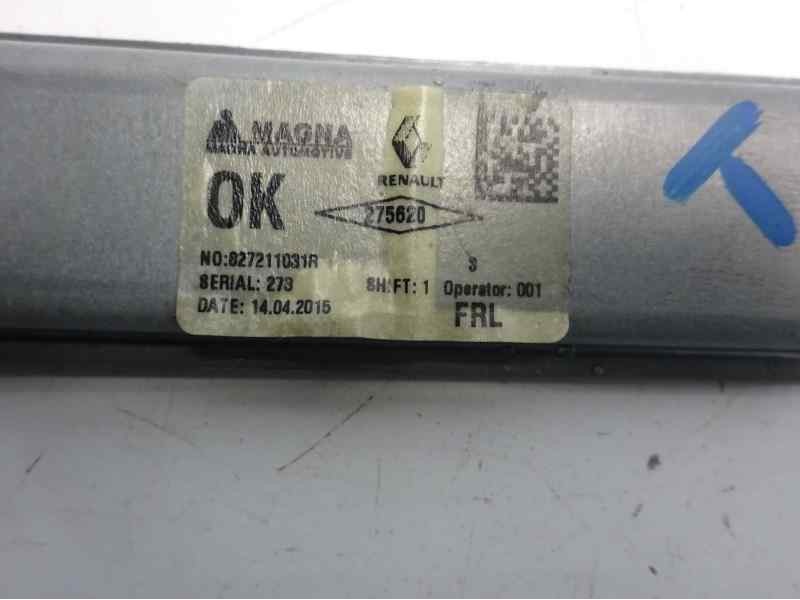 MAGNA
MAGNA AUTOMOTIVE
RENAULT
OK
275620
NO:827211031R
3
SERIAL: 273 SHIFT: 1 Operator: 001
DATE: 14.04.2015 FRL